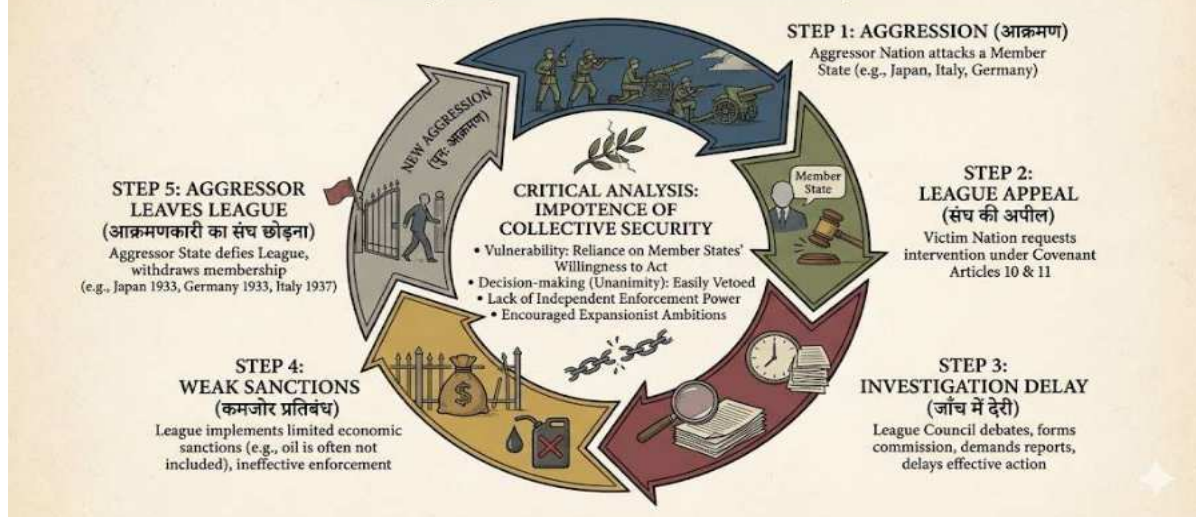 STEP 1: AGGRESSION (आक्रमण)
Aggressor Nation attacks a Member
State (e.g., Japan, Italy, Germany)
NEW AGGRESSION
(पुन: आक्रमण)
Member
State
STEP 2:
LEAGUE APPEAL
(संघ की अपील)
Victim Nation requests
intervention under Covenant
Articles 10 & 11
CRITICAL ANALYSIS:
IMPOTENCE OF
COLLECTIVE SECURITY
• Vulnerability: Reliance on Member States'
Willingness to Act
• Decision-making (Unanimity): Easily Vetoed
• Lack of Independent Enforcement Power
• Encouraged Expansionist Ambitions
STEP 3:
INVESTIGATION DELAY
(जाँच में देरी)
League Council debates, forms
commission, demands reports,
delays effective action
STEP 4:
WEAK SANCTIONS
(कमजोर प्रतिबंध)
League implements limited economic
sanctions (e.g., oil is often not
included), ineffective enforcement
$
STEP 5: AGGRESSOR
LEAVES LEAGUE
(आक्रमणकारी का संघ छोड़ना)
Aggressor State defies League,
withdraws membership
(e.g., Japan 1933, Germany 1933, Italy 1937)